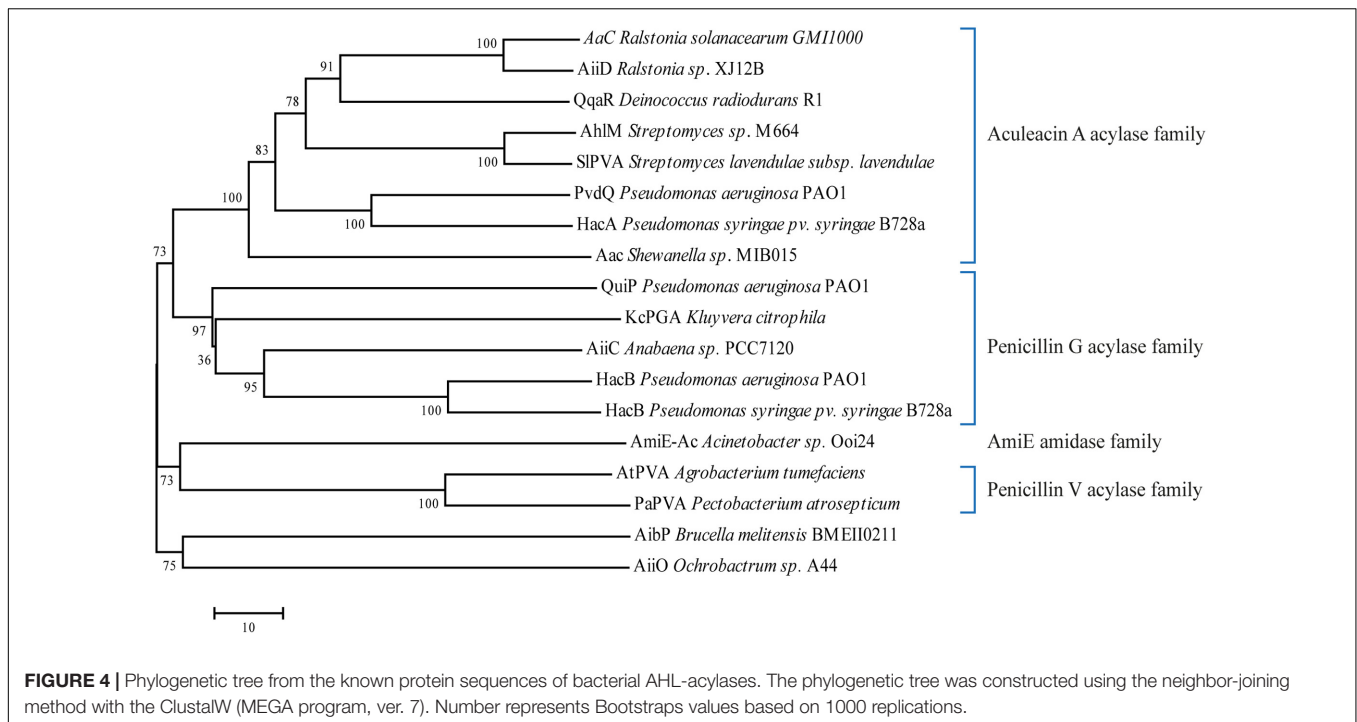 100
AaC Ralstonia solanacearum GMI1000
AiiD Ralstonia sp. XJ12B
91
QqaR Deinococcus radiodurans R1
78
AhlM Streptomyces sp. M664
100
SlPVA Streptomyces lavendulae subsp. lavendulae
83
PvdQ Pseudomonas aeruginosa PAO1
100
HacA Pseudomonas syringae pv. syringae B728a
100
Aac Shewanella sp. MIB015
Aculeacin A acylase family
73
QuiP Pseudomonas aeruginosa PAO1
97
KcPGA Kluyvera citrophila
36
AiiC Anabaena sp. PCC7120
95
HacB Pseudomonas aeruginosa PAO1
100
HacB Pseudomonas syringae pv. syringae B728a
Penicillin G acylase family
AmiE-Ac Acinetobacter sp. Ooi24
AmiE amidase family
73
AtPVA Agrobacterium tumefaciens
100
PaPVA Pectobacterium atrosepticum
Penicillin V acylase family
AibP Brucella melitensis BMEII0211
75
AiiO Ochrobactrum sp. A44
10
FIGURE 4 | Phylogenetic tree from the known protein sequences of bacterial AHL-acylases. The phylogenetic tree was constructed using the neighbor-joining
method with the ClustalW (MEGA program, ver. 7). Number represents Bootstraps values based on 1000 replications.